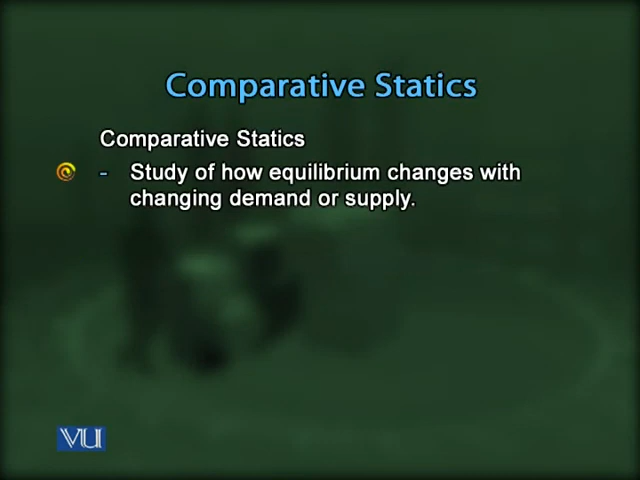 Comparative Statics
Comparative Statics
- Study of how equilibrium changes with
changing demand or supply.
VU